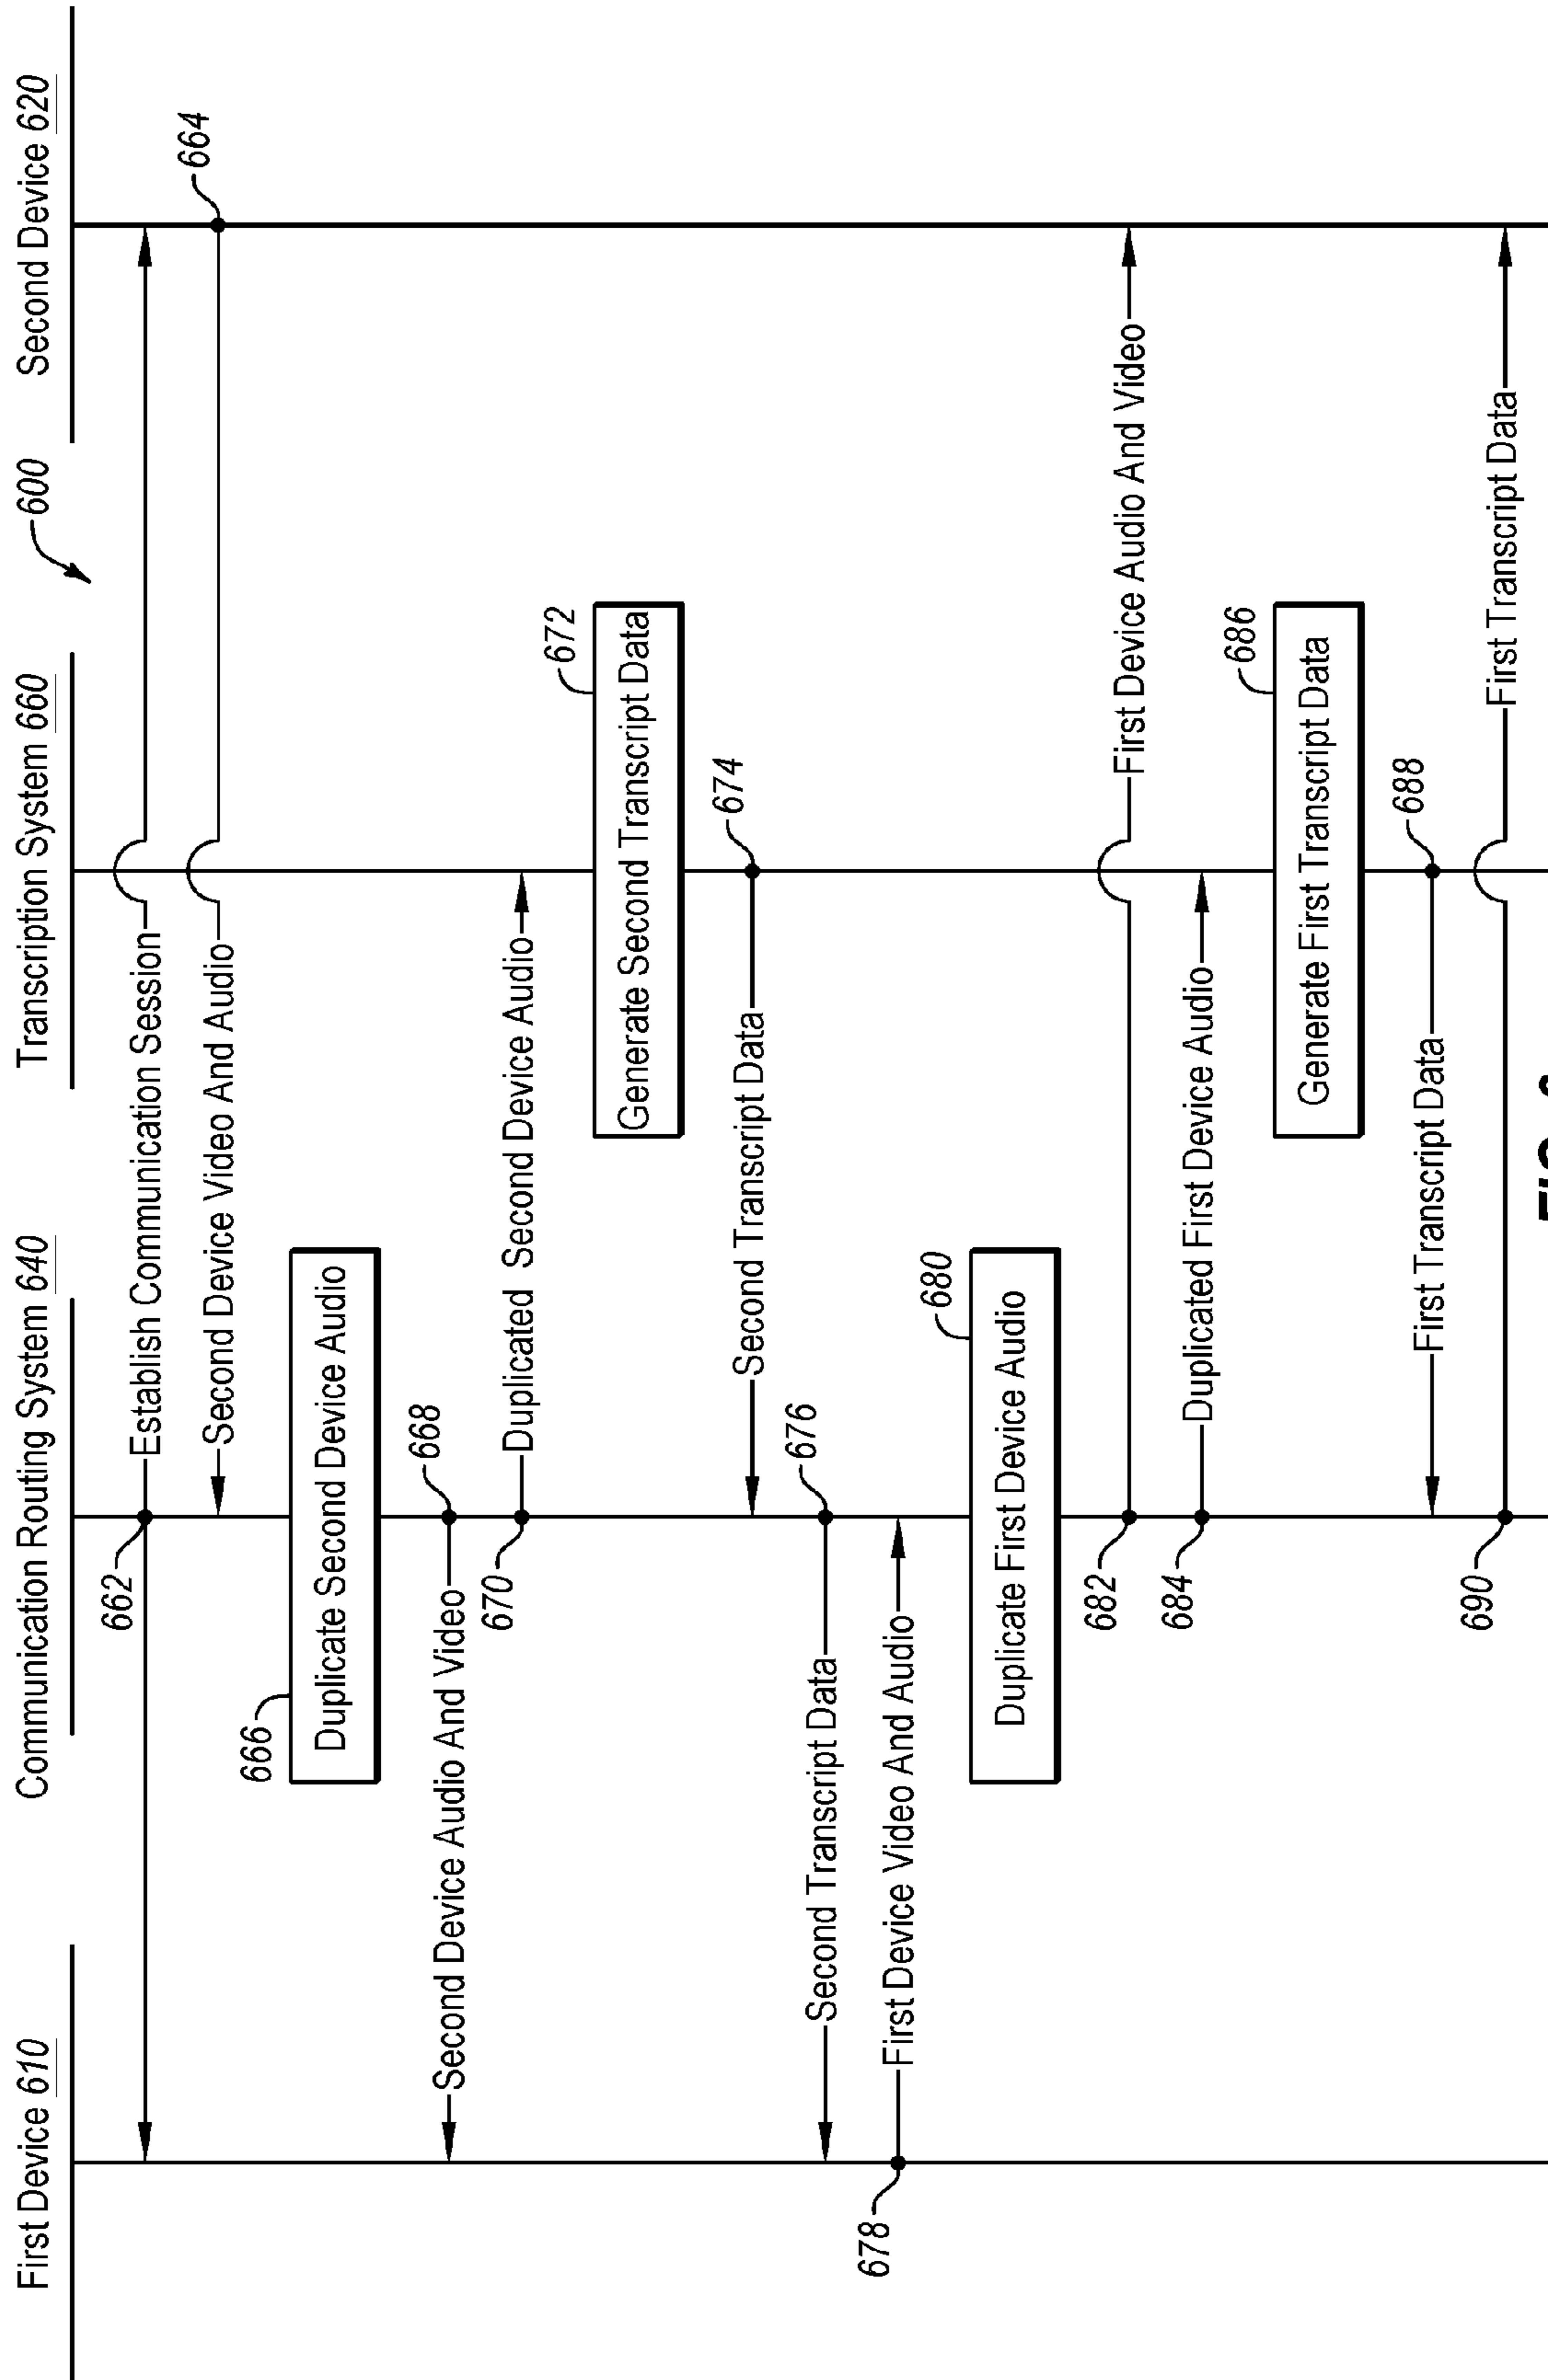 600
First Device 610
Communication Routing System 640
Transcription System 660
Second Device 620
662
Establish Communication Session
664
Second Device Video And Audio
666
Duplicate Second Device Audio
668
Second Device Audio And Video
670
Duplicated Second Device Audio
672
Generate Second Transcript Data
674
Second Transcript Data
676
Second Transcript Data
678
First Device Video And Audio
680
Duplicate First Device Audio
682
First Device Audio And Video
684
Duplicated First Device Audio
686
Generate First Transcript Data
688
First Transcript Data
690
First Transcript Data